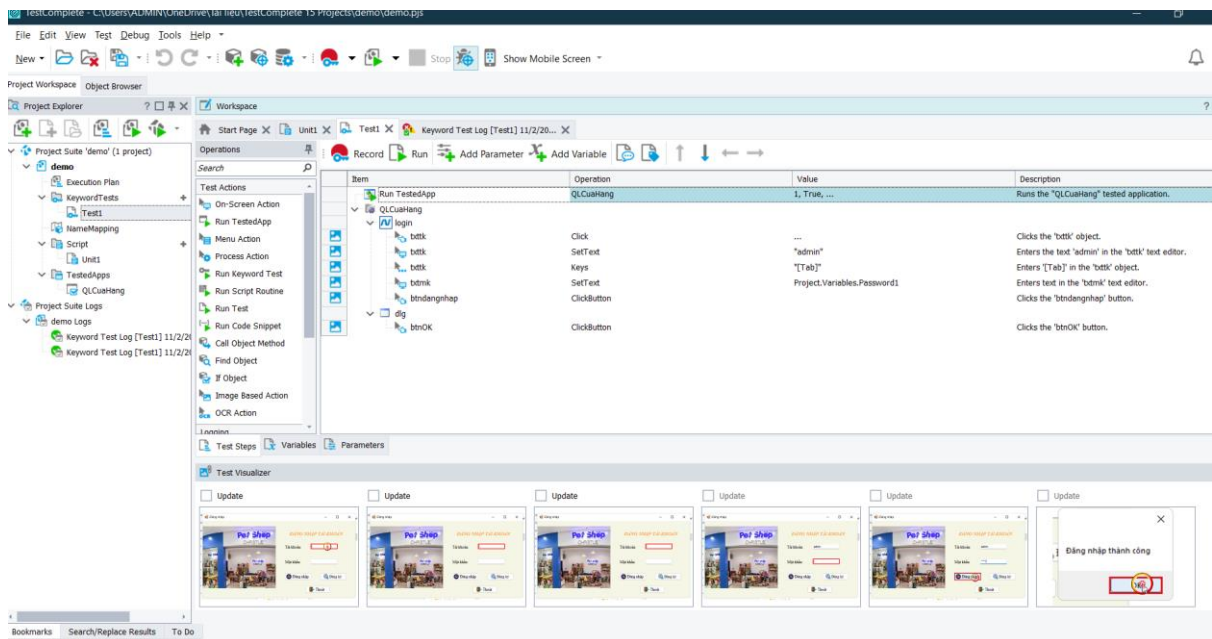 TestComplete - C:\Users\ADMIN\OneDrive\Tài liệu\TestComplete 15 Projects\demo\demo.pjs
File Edit View Test Debug Tools Help
New Stop Show Mobile Screen
Project Workspace Object Browser
Project Explorer ?
Project Suite 'demo' (1 project)
demo
Execution Plan
KeywordTests +
Test1
NameMapping
Script +
Unit1
TestedApps
QLCuaHang
Project Suite Logs
demo Logs
Keyword Test Log [Test1] 11/2/20
Keyword Test Log [Test1] 11/2/20
Workspace ?
Start Page Unit1 Test1 Keyword Test Log [Test1] 11/2/20...
Operations
Search
Test Actions
On-Screen Action
Run TestedApp
Menu Action
Process Action
Run Keyword Test
Run Script Routine
Run Test
Run Code Snippet
Call Object Method
Find Object
If Object
Image Based Action
OCR Action
Logging
Record Run Add Parameter Add Variable
Item Operation Value Description
Run TestedApp QLCuaHang 1, True, ... Runs the "QLCuaHang" tested application.
QLCuaHang
login
txttk Click ... Clicks the 'txttk' object.
txttk SetText "admin" Enters the text 'admin' in the 'txttk' text editor.
txttk Keys "[Tab]" Enters '[Tab]' in the 'txttk' object.
txtmk SetText Project.Variables.Password1 Enters text in the 'txtmk' text editor.
btndangnhap ClickButton Clicks the 'btndangnhap' button.
dlg
btnOK ClickButton Clicks the 'btnOK' button.
Test Steps Variables Parameters
Test Visualizer
Update Update Update Update Update Update
Pet Shop Pet Shop Pet Shop Pet Shop Pet Shop
Đăng nhập thành công
Bookmarks Search/Replace Results To Do